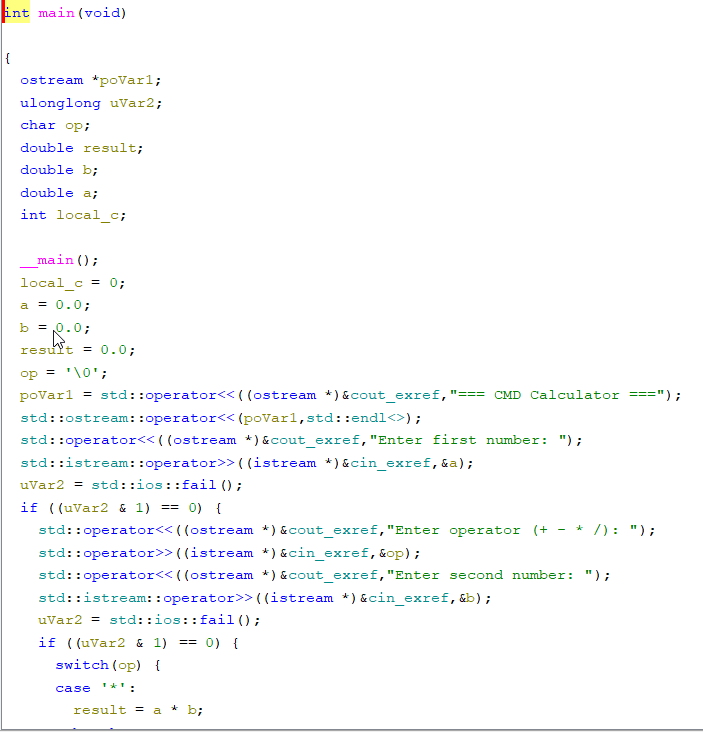 int main(void)
{
ostream *poVar1;
ulonglong uVar2;
char op;
double result;
double b;
double a;
int local_c;
__main();
local_c = 0;
a = 0.0;
b = 0.0;
result = 0.0;
op = '\0';
poVar1 = std::operator<<((ostream *)&cout_exref,"=== CMD Calculator ===");
std::ostream::operator<<(poVar1,std::endl<>);
std::operator<<((ostream *)&cout_exref,"Enter first number: ");
std::istream::operator>>((istream *)&cin_exref,&a);
uVar2 = std::ios::fail();
if ((uVar2 & 1) == 0) {
std::operator<<((ostream *)&cout_exref,"Enter operator (+ - * /): ");
std::operator>>((istream *)&cin_exref,&op);
std::operator<<((ostream *)&cout_exref,"Enter second number: ");
std::istream::operator>>((istream *)&cin_exref,&b);
uVar2 = std::ios::fail();
if ((uVar2 & 1) == 0) {
switch(op) {
case '*':
result = a * b;